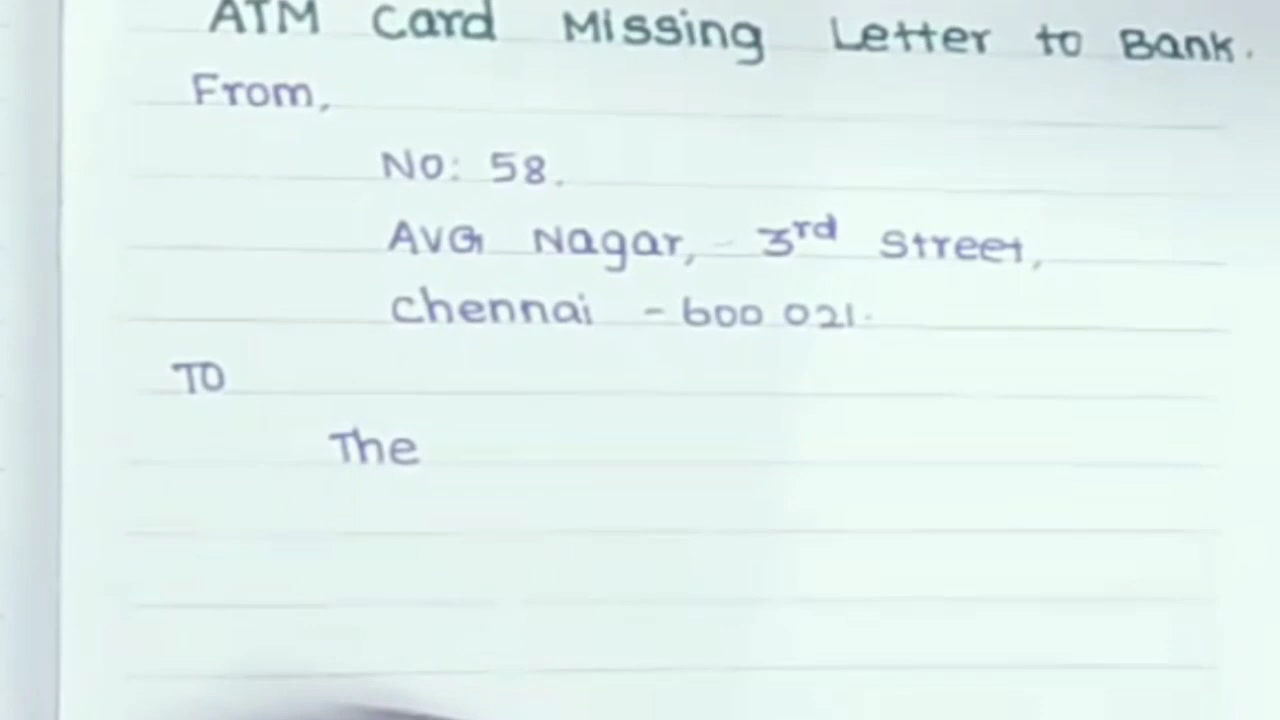 ATM Card Missing Letter to Bank.
From,
No: 58.
AVG Nagar, 3rd Street,
Chennai - 600 021.
TO
The